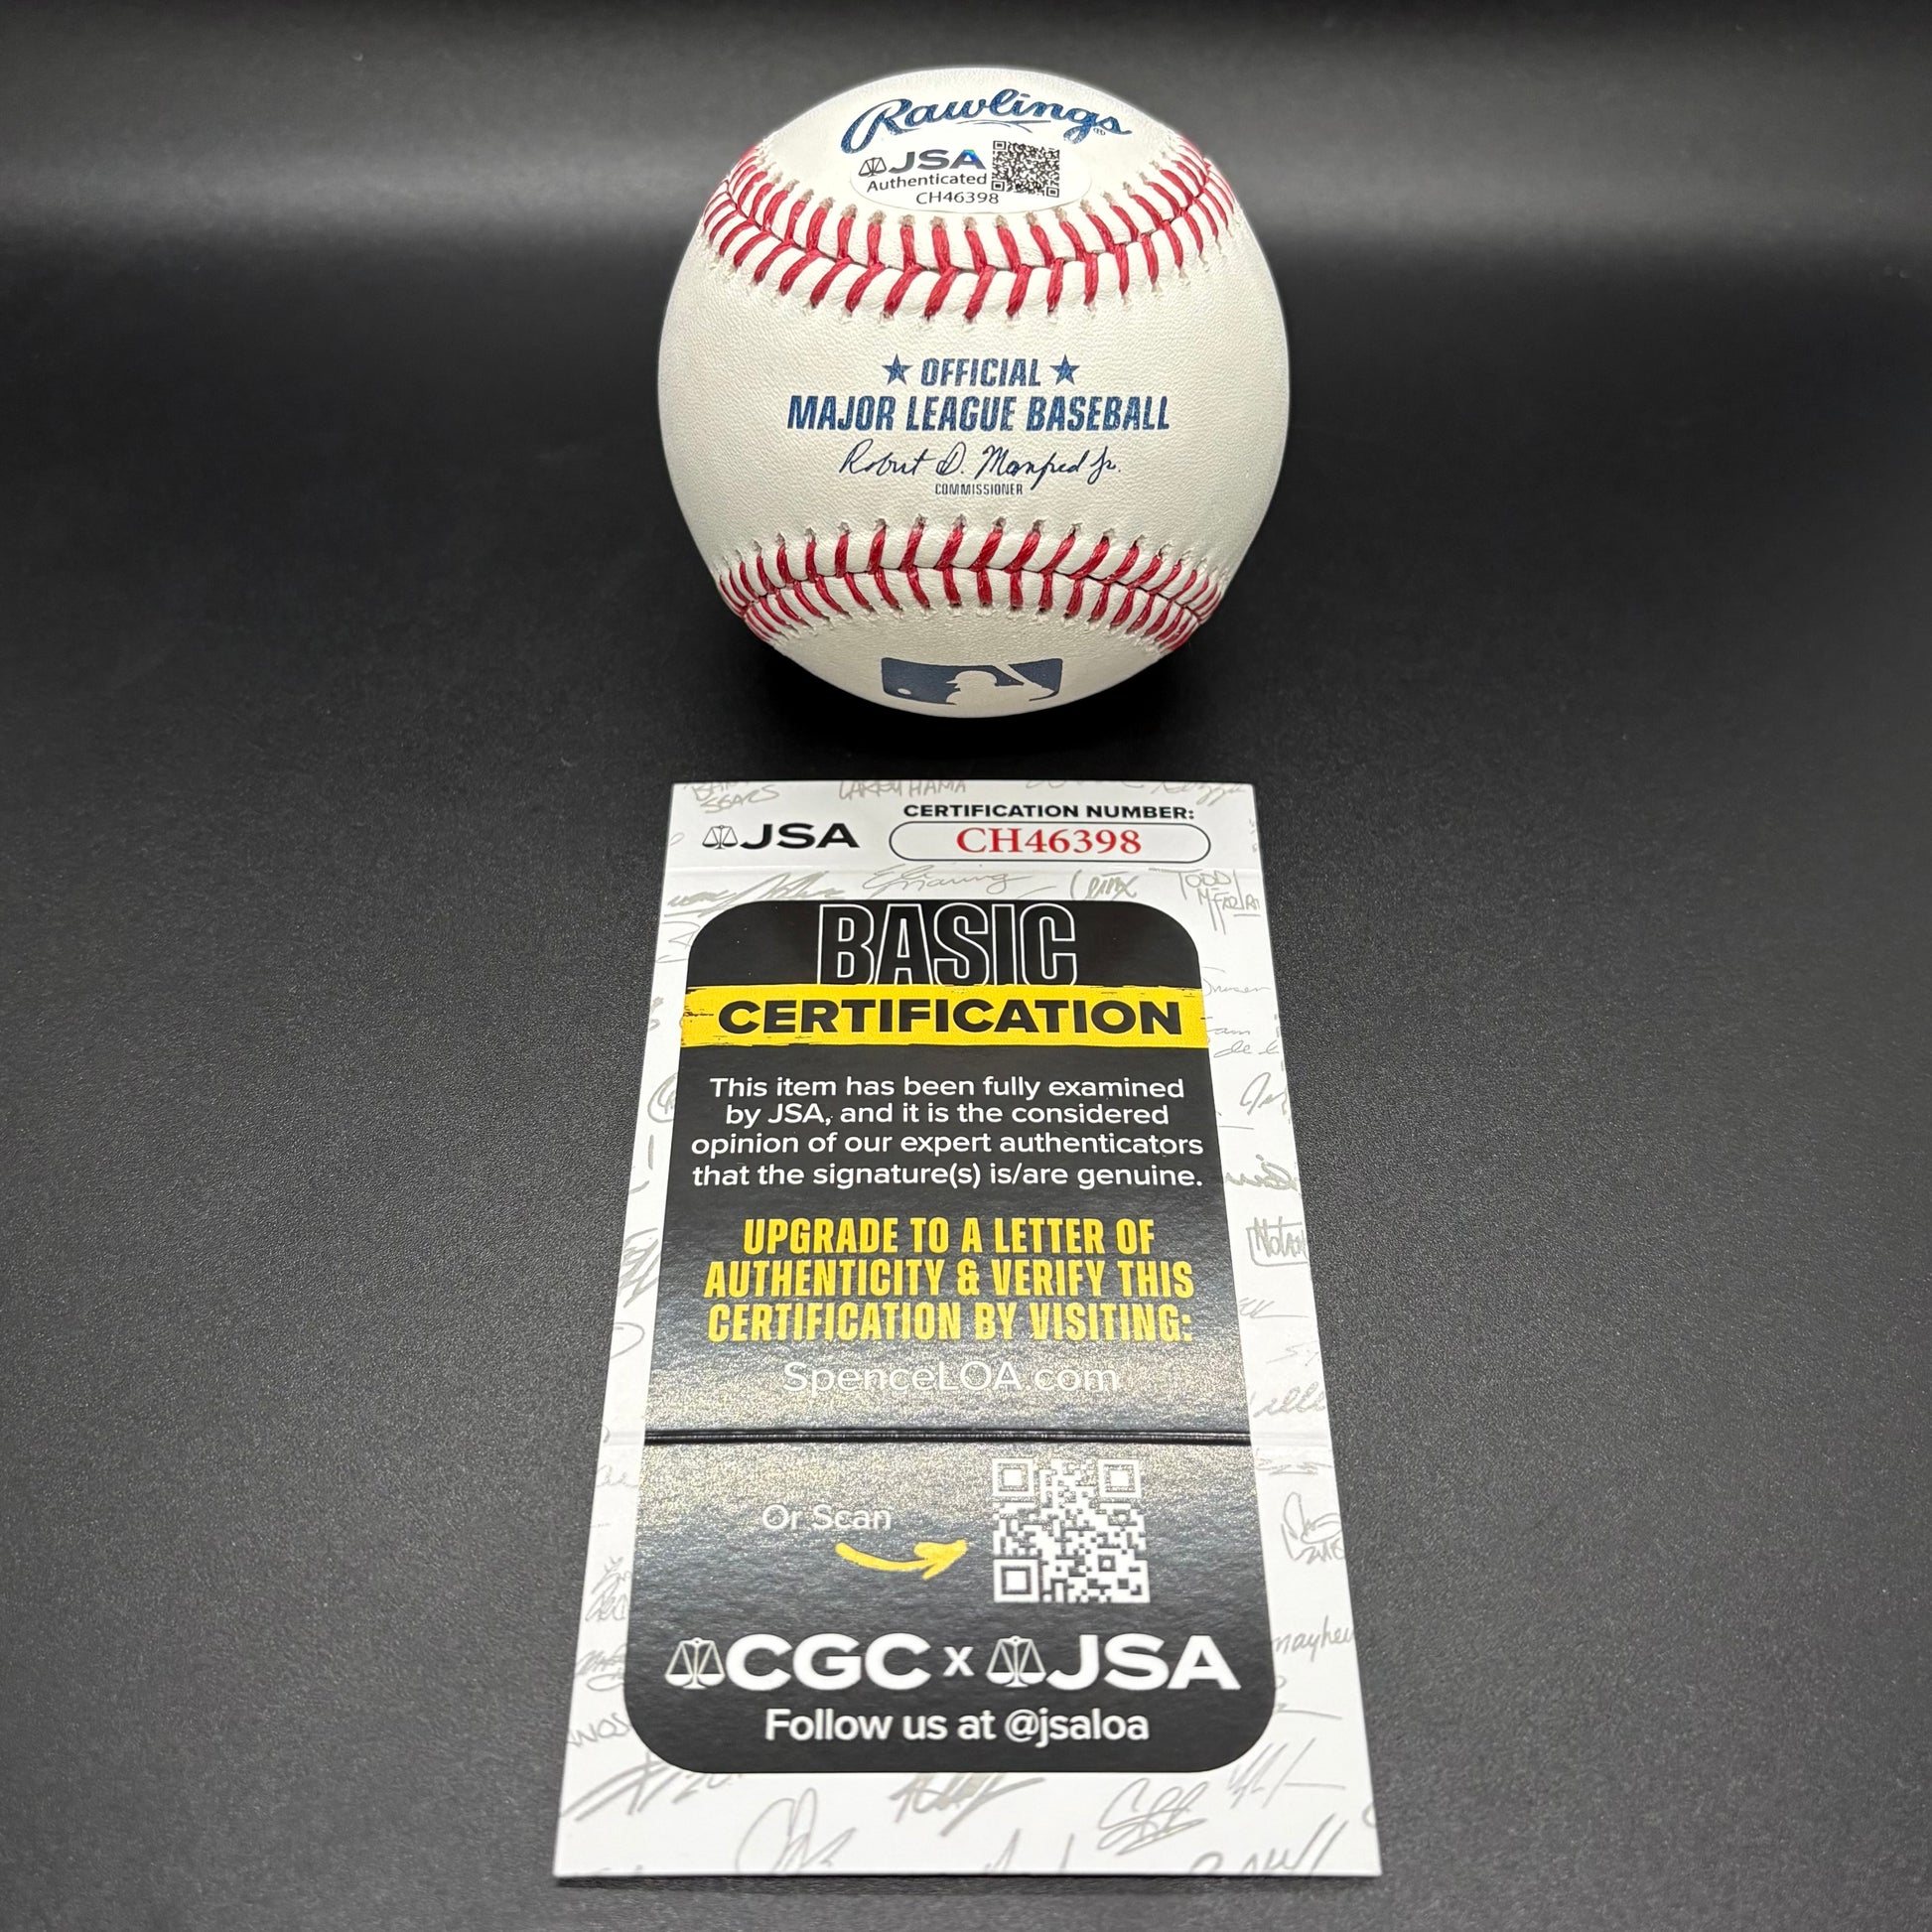 Rawlings®
JSA
Authenticated
CH46398
★ OFFICIAL ★
MAJOR LEAGUE BASEBALL
Robert D. Manfred Jr.
COMMISSIONER
LARRY HAMA
JSA
CERTIFICATION NUMBER:
CH46398
TODD
BASIC
CERTIFICATION
This item has been fully examined
by JSA, and it is the considered
opinion of our expert authenticators
that the signature(s) is/are genuine.
UPGRADE TO A LETTER OF
AUTHENTICITY & VERIFY THIS
CERTIFICATION BY VISITING:
SpenceLOA.com
Or Scan
CGC x JSA
Follow us at @jsaloa